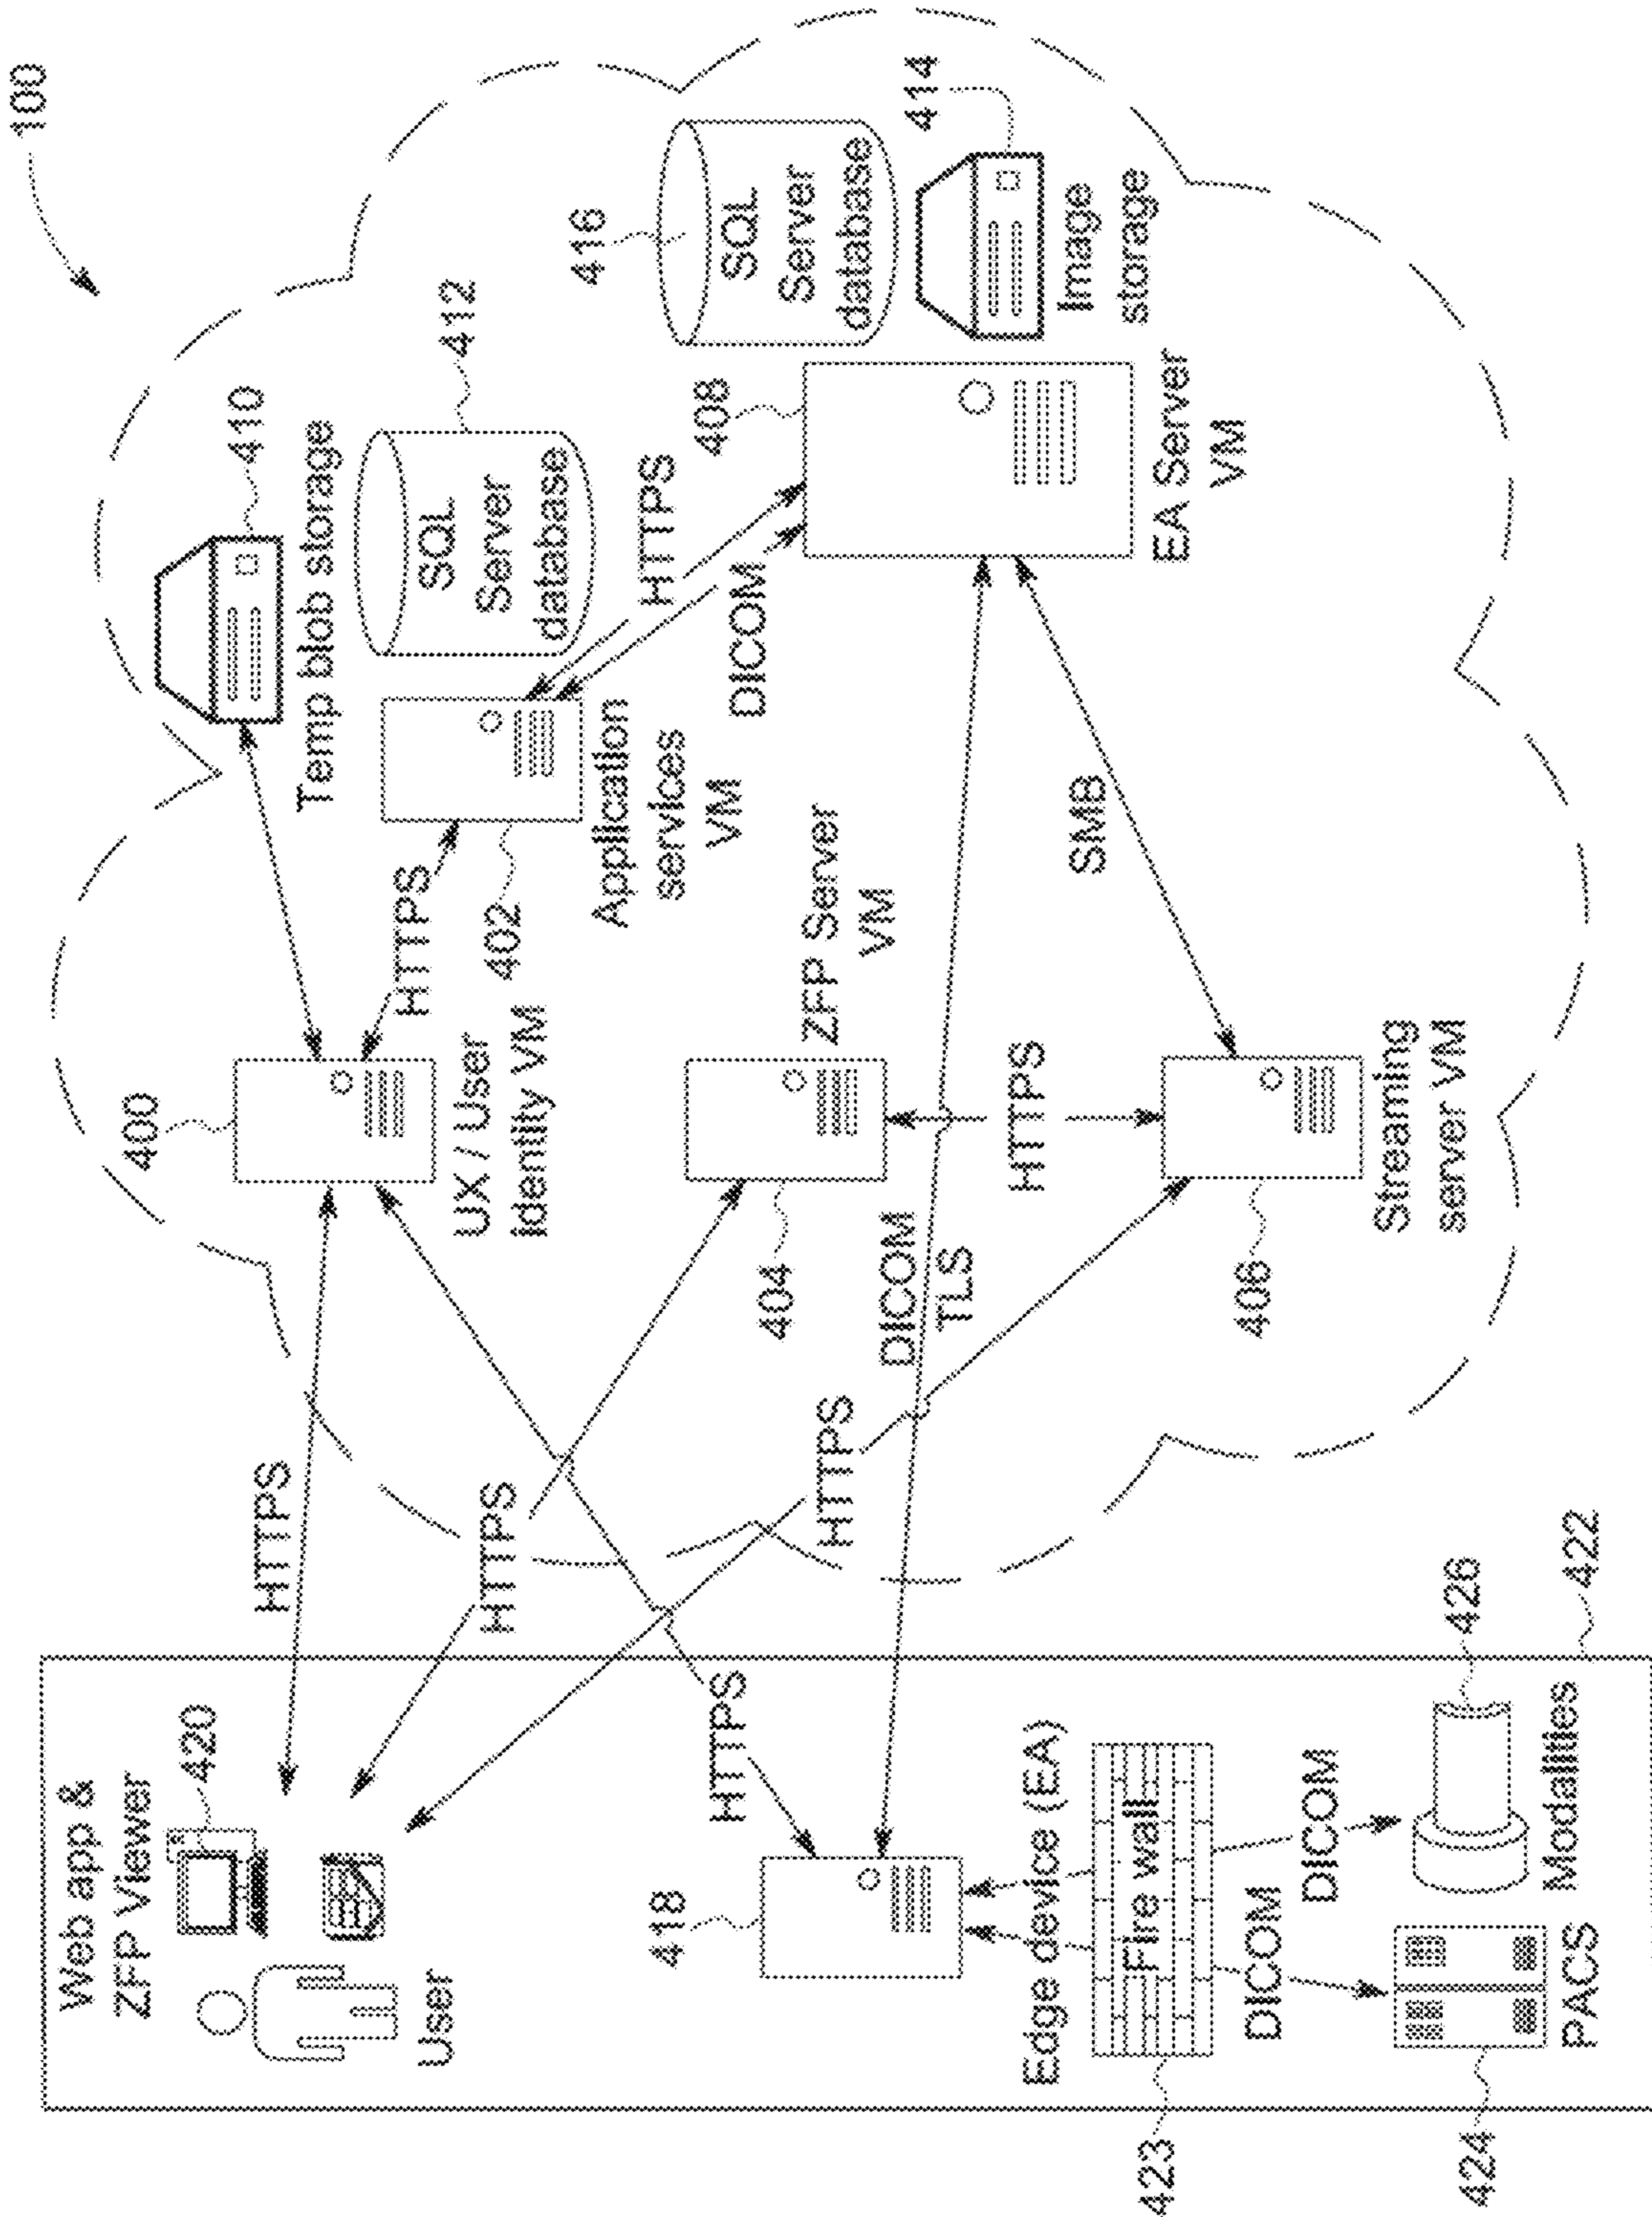 100
Web app &
ZFP Viewer
420
User
HTTPS
HTTPS
HTTPS
HTTPS
400
UX / User
Identity VM
HTTPS
410
Temp blob storage
412
SQL
Server
database
402
Application
services
VM
HTTPS
DICOM
416
SQL
Server
database
414
Image
storage
408
EA Server
VM
404
ZFP Server
VM
DICOM
TLS
HTTPS
SMB
406
Streaming
server VM
418
Edge device (EA)
423
Fire wall
DICOM
DICOM
424
PACS
426
Modalities
422